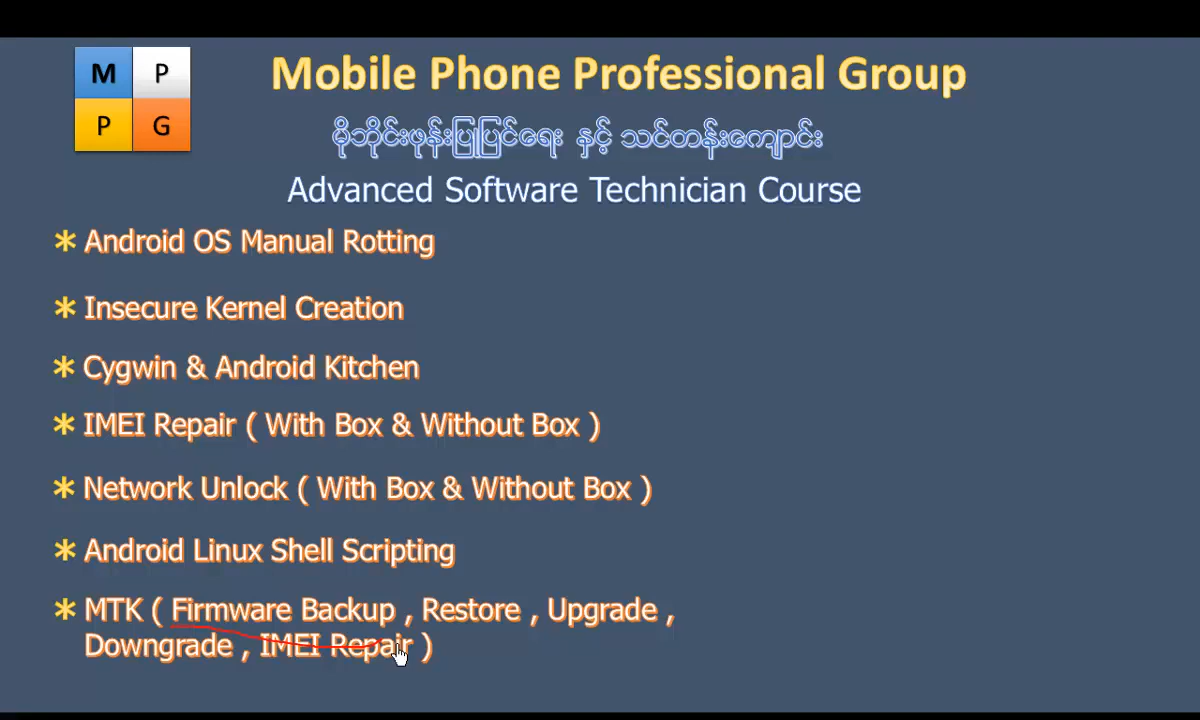 M P
P G
Mobile Phone Professional Group
မိုဘိုင်းဖုန်းပြုပြင်ရေး နှင့် သင်တန်းကျောင်း
Advanced Software Technician Course
* Android OS Manual Rotting
* Insecure Kernel Creation
* Cygwin & Android Kitchen
* IMEI Repair ( With Box & Without Box )
* Network Unlock ( With Box & Without Box )
* Android Linux Shell Scripting
* MTK ( Firmware Backup , Restore , Upgrade ,
Downgrade , IMEI Repair )